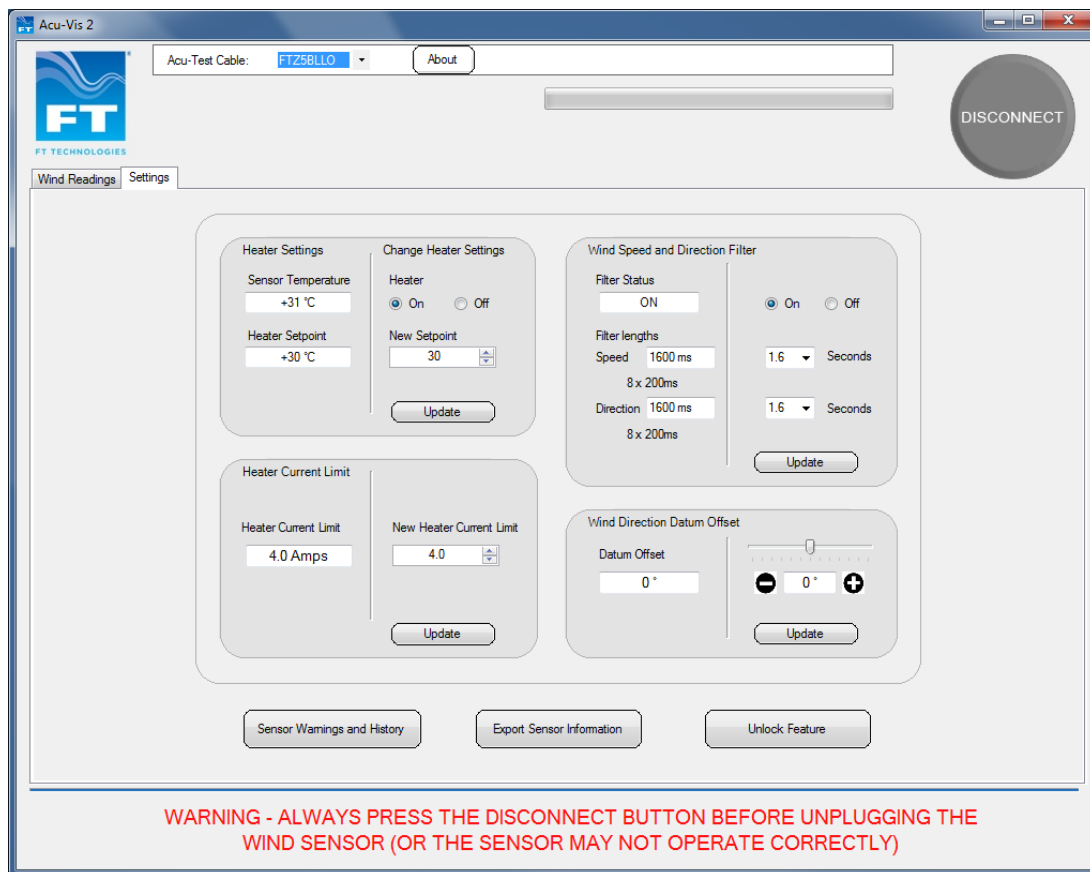 Acu-Vis 2
Acu-Test Cable: FTZ5BLLO About
FT
FT TECHNOLOGIES
DISCONNECT
Wind Readings Settings
Heater Settings
Sensor Temperature
+31 °C
Heater Setpoint
+30 °C
Change Heater Settings
Heater
On Off
New Setpoint
30
Update
Wind Speed and Direction Filter
Filter Status
ON On Off
Filter lengths
Speed 1600 ms 1.6 Seconds
8 x 200ms
Direction 1600 ms 1.6 Seconds
8 x 200ms
Update
Heater Current Limit
Heater Current Limit
4.0 Amps
New Heater Current Limit
4.0
Update
Wind Direction Datum Offset
Datum Offset
0 ° 0 °
Update
Sensor Warnings and History Export Sensor Information Unlock Feature
WARNING - ALWAYS PRESS THE DISCONNECT BUTTON BEFORE UNPLUGGING THE
WIND SENSOR (OR THE SENSOR MAY NOT OPERATE CORRECTLY)